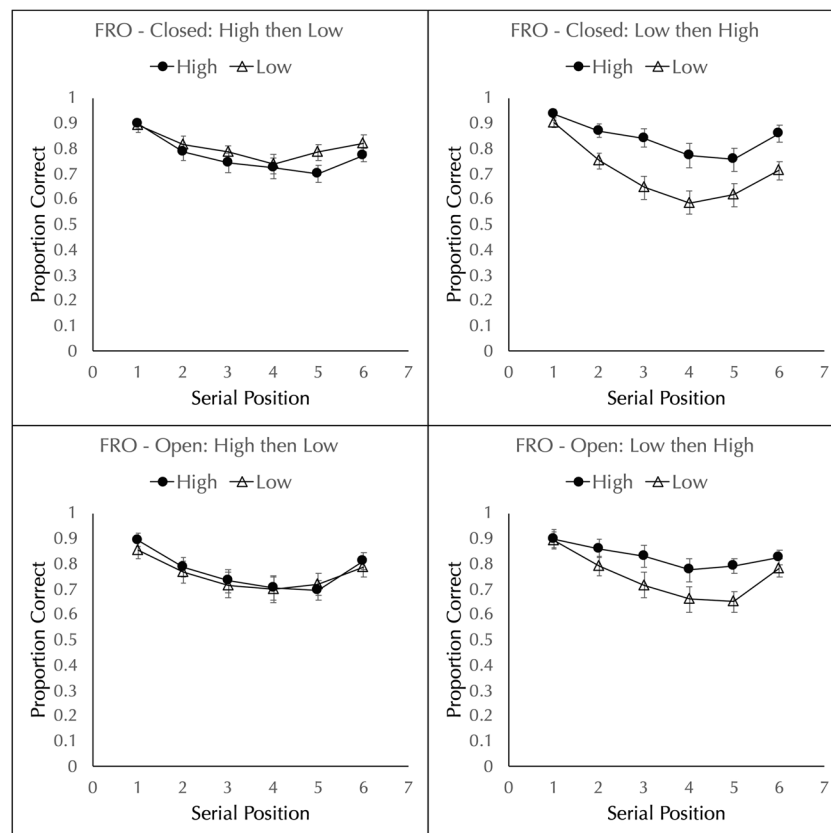 FRO - Closed: High then Low
High Low
1
0.9
0.8
0.7
0.6
0.5
0.4
0.3
0.2
0.1
0
Proportion Correct
0 1 2 3 4 5 6 7
Serial Position
FRO - Closed: Low then High
High Low
1
0.9
0.8
0.7
0.6
0.5
0.4
0.3
0.2
0.1
0
Proportion Correct
0 1 2 3 4 5 6 7
Serial Position
FRO - Open: High then Low
High Low
1
0.9
0.8
0.7
0.6
0.5
0.4
0.3
0.2
0.1
0
Proportion Correct
0 1 2 3 4 5 6 7
Serial Position
FRO - Open: Low then High
High Low
1
0.9
0.8
0.7
0.6
0.5
0.4
0.3
0.2
0.1
0
Proportion Correct
0 1 2 3 4 5 6 7
Serial Position